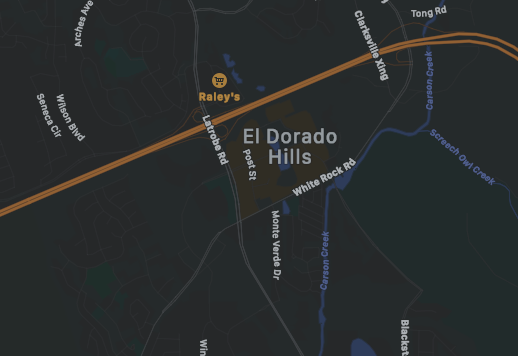 Arches Ave
Tong Rd
Clarksville Xing
Carson Creek
Raley's
Wilson Blvd
Seneca Cir
Latrobe Rd
El Dorado
Hills
Post St
Screech Owl Creek
White Rock Rd
Monte Verde Dr
Carson Creek